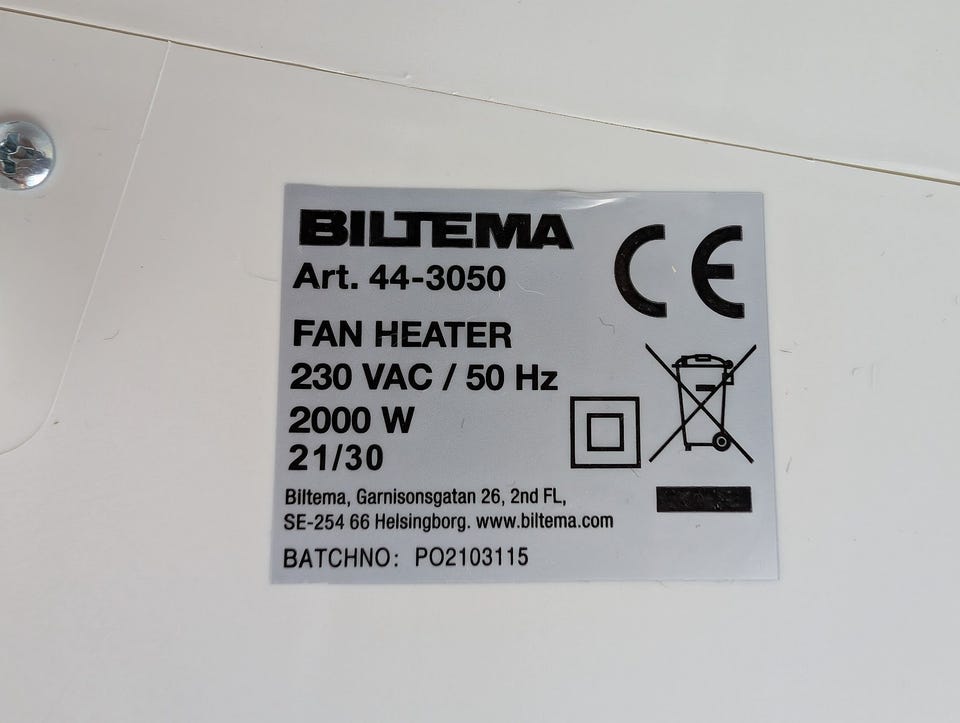 BILTEMA
Art. 44-3050
CE
FAN HEATER
230 VAC / 50 Hz
2000 W
21/30
Biltema, Garnisonsgatan 26, 2nd FL,
SE-254 66 Helsingborg. www.biltema.com
BATCHNO: PO2103115